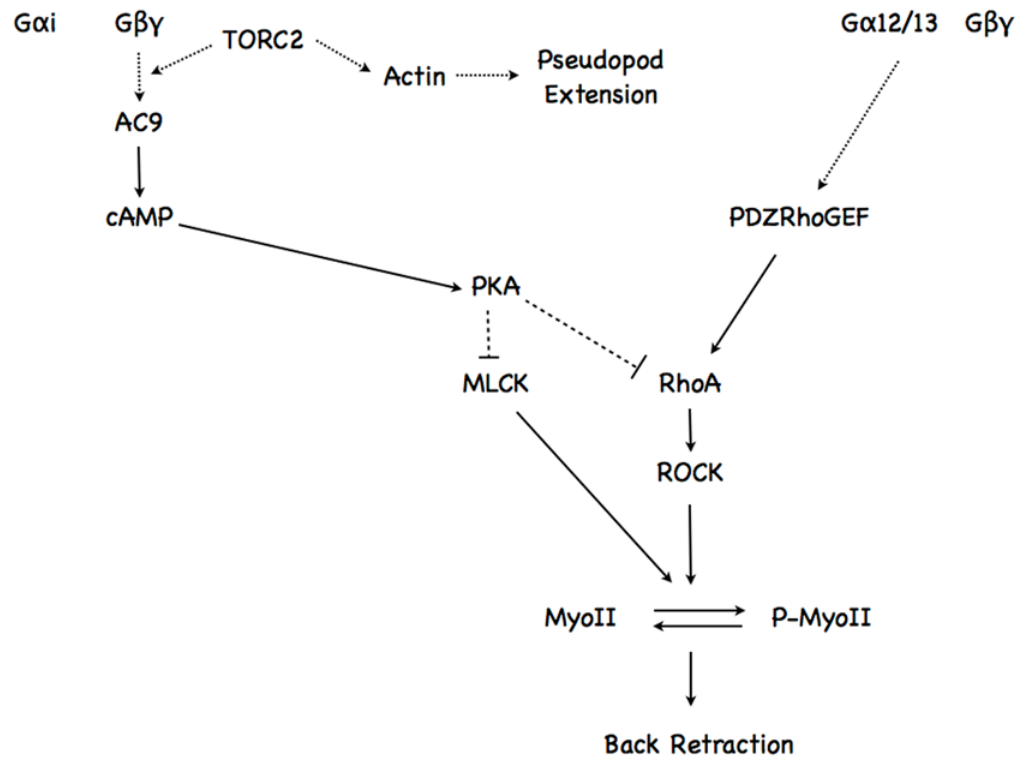 Gαi Gβγ TORC2 Gα12/13 Gβγ
Actin Pseudopod
Extension
AC9
cAMP PDZRhoGEF
PKA
MLCK RhoA
ROCK
MyoII P-MyoII
Back Retraction